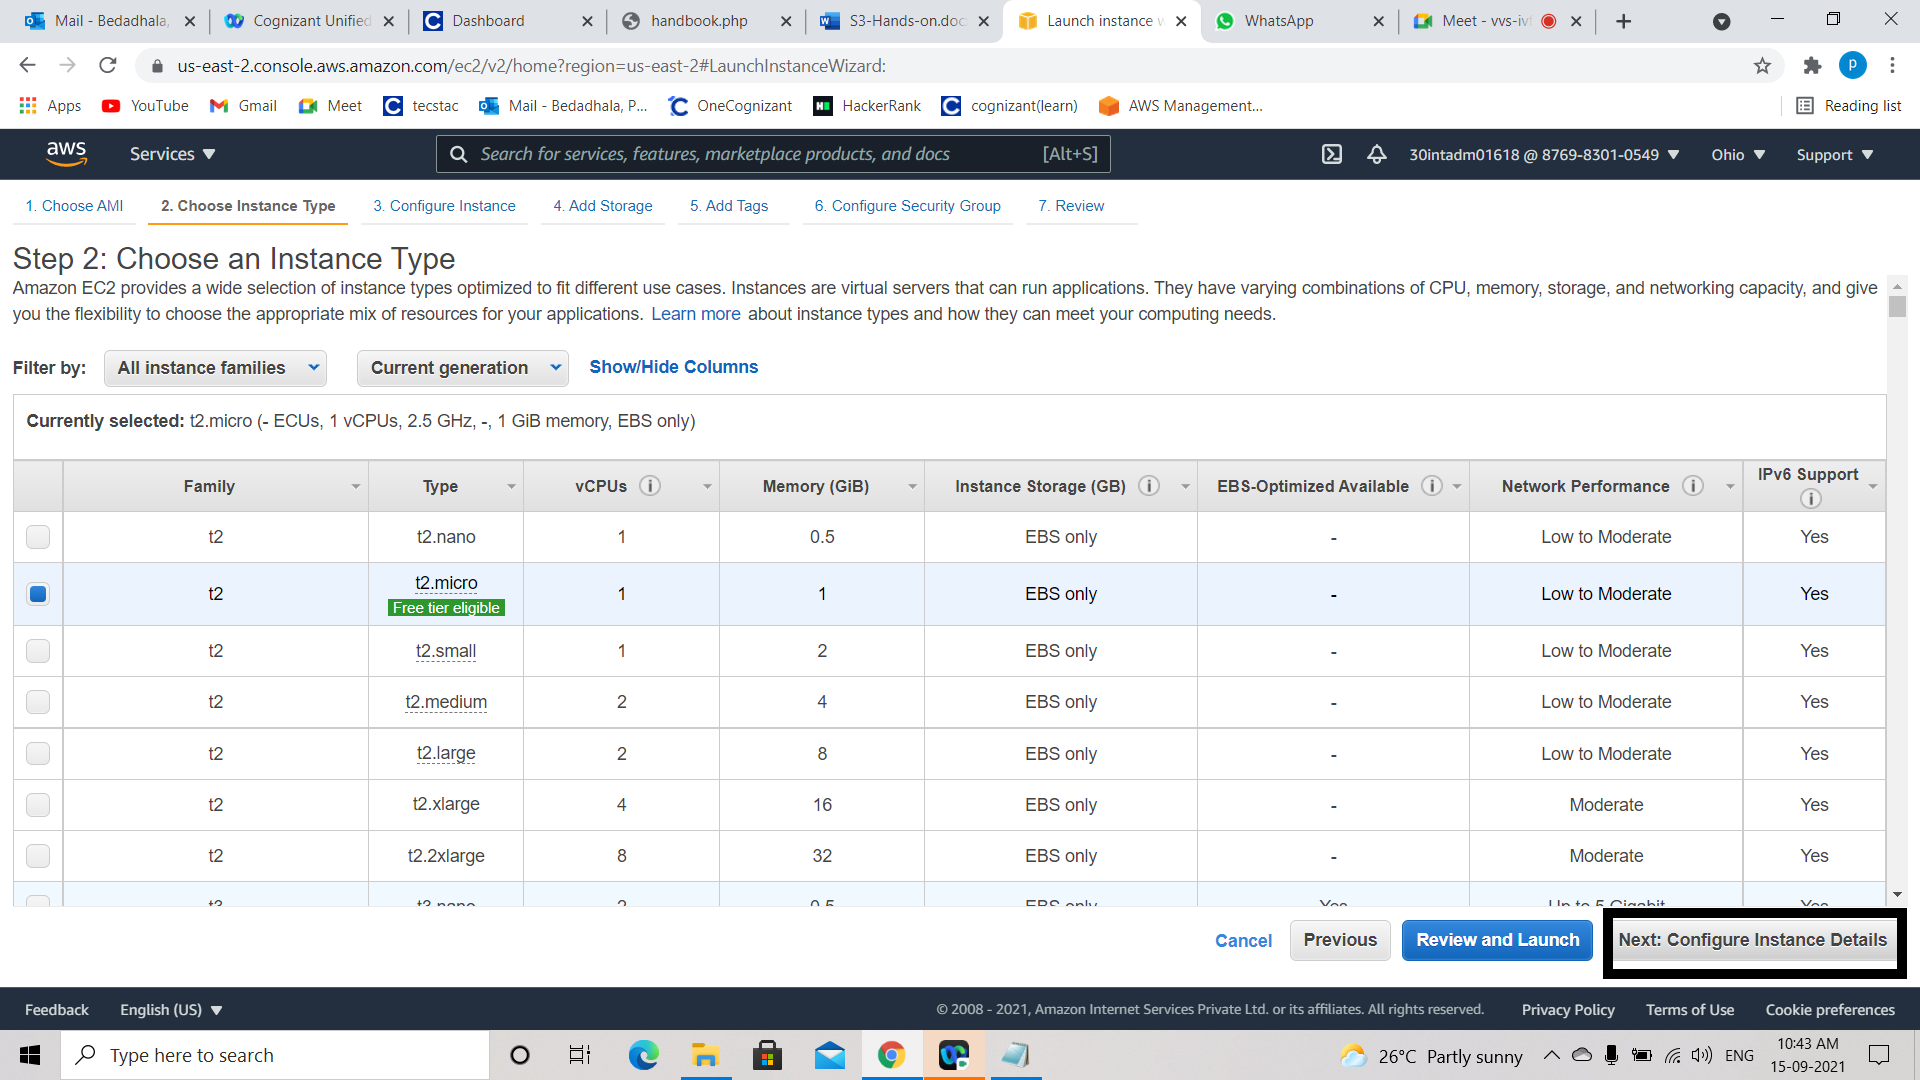 Mail - Bedadhala,
Cognizant Unified
Dashboard
handbook.php
S3-Hands-on.doc
Launch instance w
WhatsApp
Meet - vvs-ivf
us-east-2.console.aws.amazon.com/ec2/v2/home?region=us-east-2#LaunchInstanceWizard:
p
Apps
YouTube
Gmail
Meet
tecstac
Mail - Bedadhala, P...
OneCognizant
HackerRank
cognizant(learn)
AWS Management...
Reading list
aws
Services
Search for services, features, marketplace products, and docs
[Alt+S]
30intadm01618 @ 8769-8301-0549
Ohio
Support
1. Choose AMI
2. Choose Instance Type
3. Configure Instance
4. Add Storage
5. Add Tags
6. Configure Security Group
7. Review
Step 2: Choose an Instance Type
Amazon EC2 provides a wide selection of instance types optimized to fit different use cases. Instances are virtual servers that can run applications. They have varying combinations of CPU, memory, storage, and networking capacity, and give
you the flexibility to choose the appropriate mix of resources for your applications. Learn more about instance types and how they can meet your computing needs.
Filter by:
All instance families
Current generation
Show/Hide Columns
Currently selected: t2.micro (- ECUs, 1 vCPUs, 2.5 GHz, -, 1 GiB memory, EBS only)
Family Type vCPUs Memory (GiB) Instance Storage (GB) EBS-Optimized Available Network Performance IPv6 Support
t2 t2.nano 1 0.5 EBS only - Low to Moderate Yes
t2 t2.micro 1 1 EBS only - Low to Moderate Yes
Free tier eligible
t2 t2.small 1 2 EBS only - Low to Moderate Yes
t2 t2.medium 2 4 EBS only - Low to Moderate Yes
t2 t2.large 2 8 EBS only - Low to Moderate Yes
t2 t2.xlarge 4 16 EBS only - Moderate Yes
t2 t2.2xlarge 8 32 EBS only - Moderate Yes
t3 t3.nano 2 0.5 EBS only Yes Up to 5 Gigabit Yes
Cancel
Previous
Review and Launch
Next: Configure Instance Details
Feedback
English (US)
© 2008 - 2021, Amazon Internet Services Private Ltd. or its affiliates. All rights reserved.
Privacy Policy
Terms of Use
Cookie preferences
Type here to search
26°C Partly sunny
ENG
10:43 AM
15-09-2021